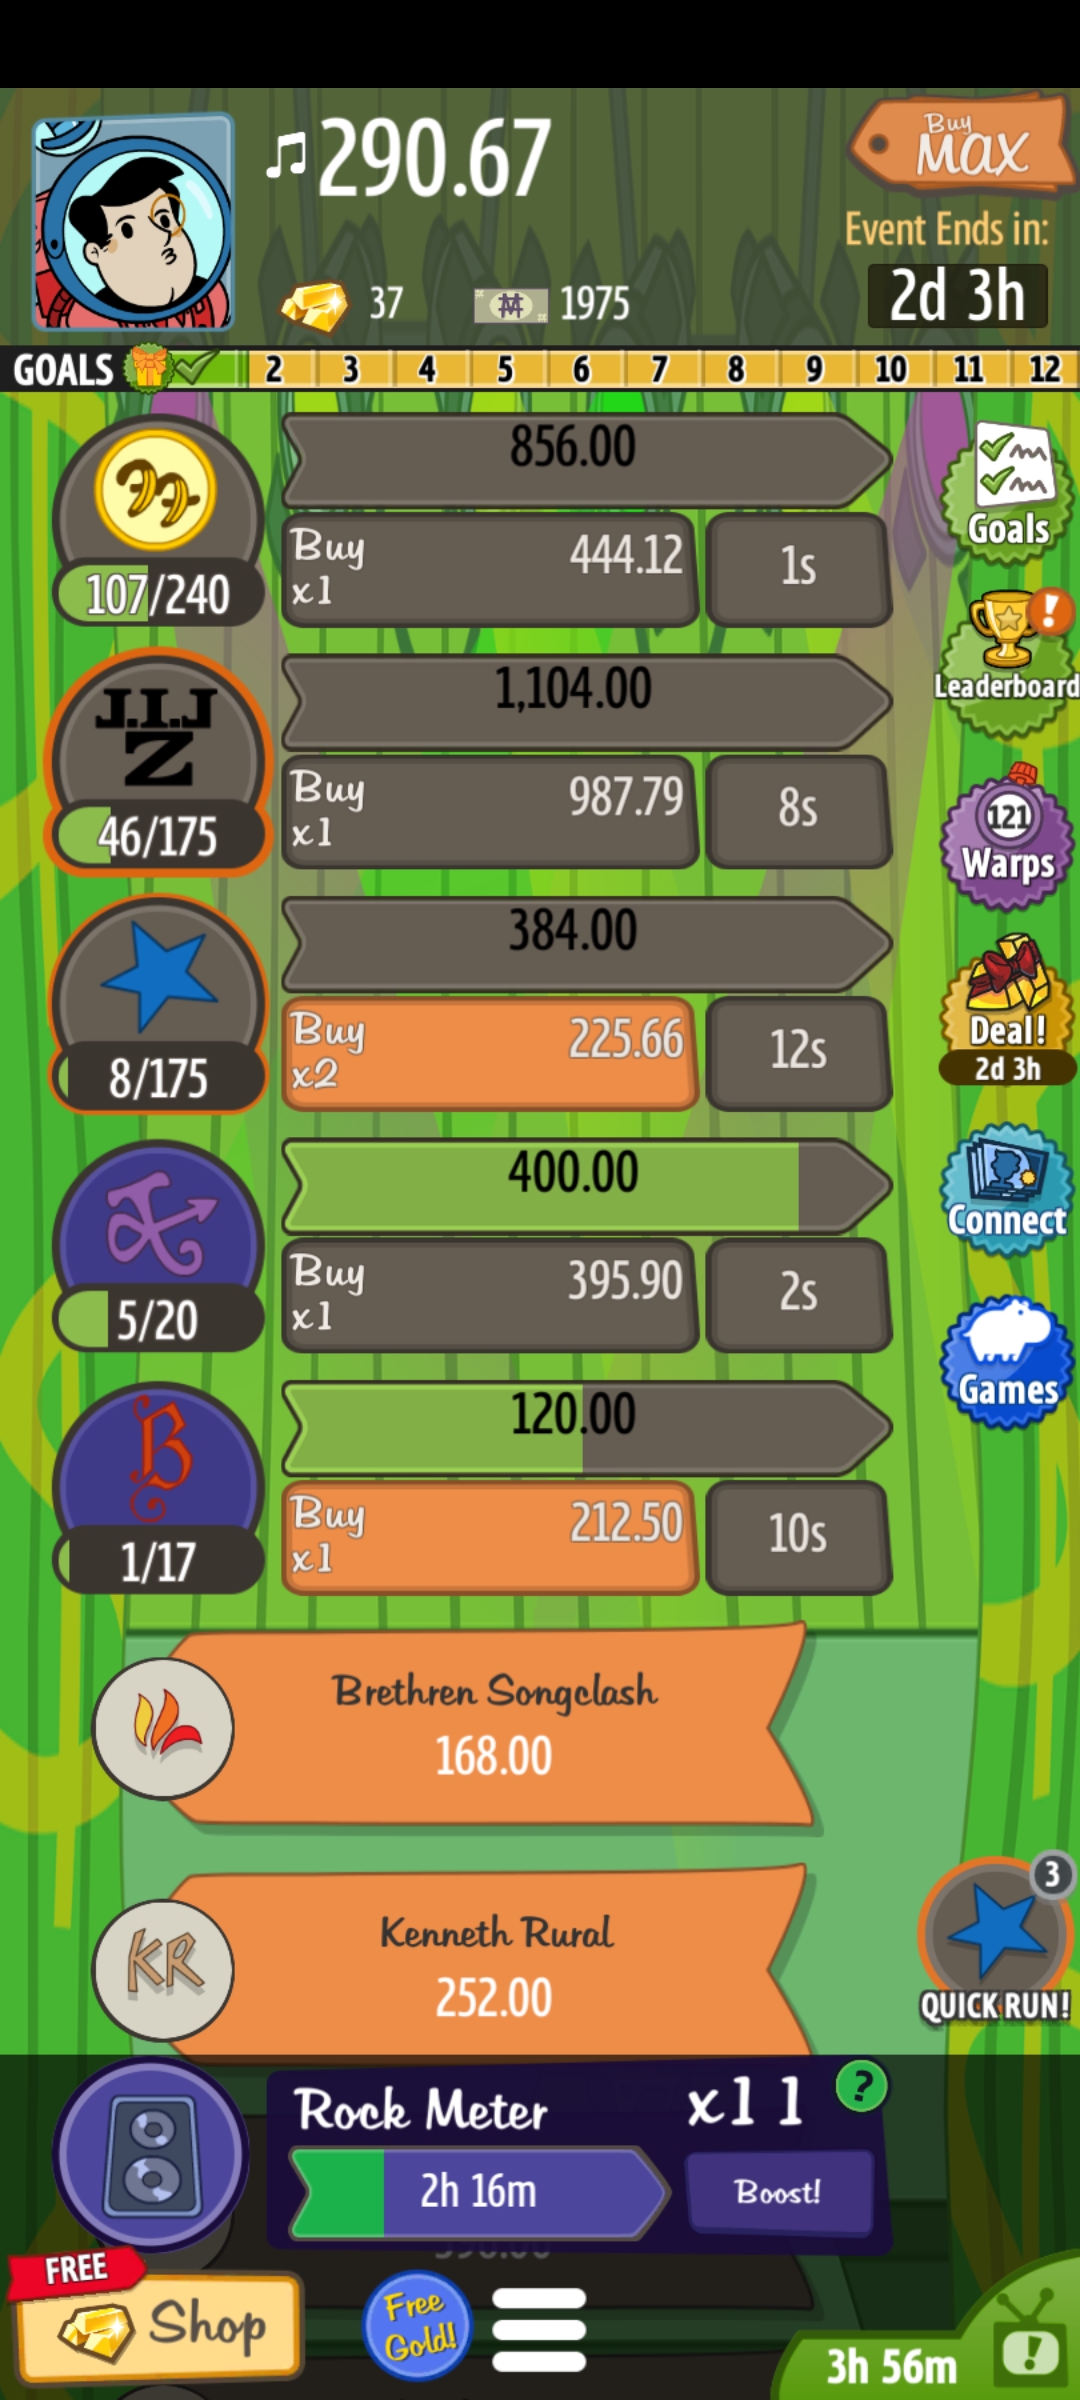 290.67
Buy
MAX
Event Ends in:
2d 3h
37
1975
GOALS 2 3 4 5 6 7 8 9 10 11 12
856.00
107/240
Buy
x1
444.12
1s
Goals
J.I.J
Z
46/175
1,104.00
Buy
x1
987.79
8s
Leaderboard
121
Warps
8/175
384.00
Buy
x2
225.66
12s
Deal!
2d 3h
5/20
400.00
Buy
x1
395.90
2s
Connect
B
1/17
120.00
Buy
x1
212.50
10s
Games
Brethren Songclash
168.00
KR
Kenneth Rural
252.00
3
QUICK RUN!
Rock Meter
x11
?
2h 16m
Boost!
FREE
Shop
Free
Gold!
3h 56m